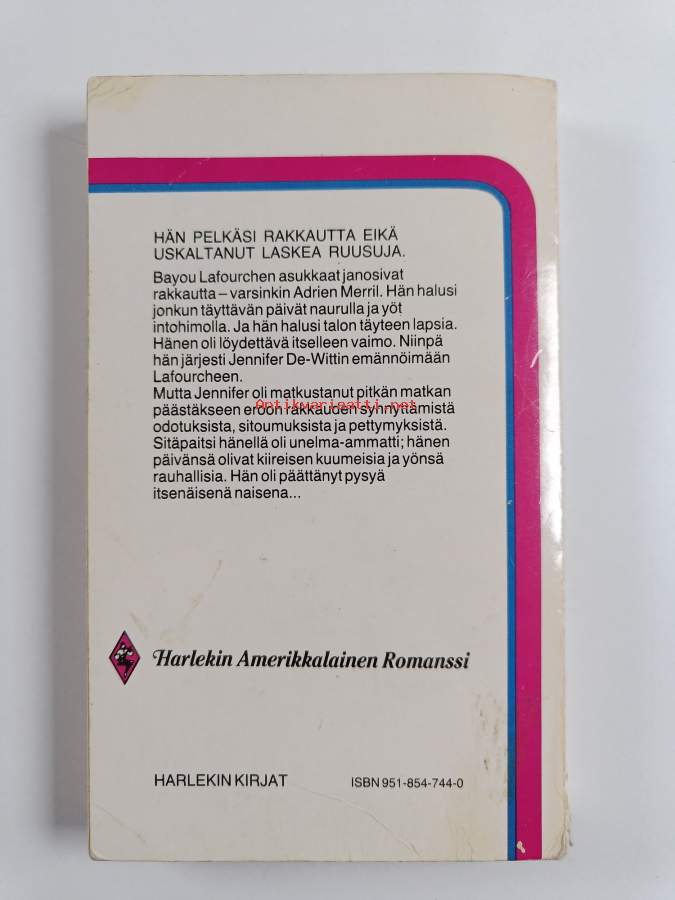 HÄN PELKÄSI RAKKAUTTA EIKÄ
USKALTANUT LASKEA RUUSUJA.
Bayou Lafourchen asukkaat janosivat
rakkautta – varsinkin Adrien Merril. Hän halusi
jonkun täyttävän päivät naurulla ja yöt
intohimolla. Ja hän halusi talon täyteen lapsia.
Hänen oli löydettävä itselleen vaimo. Niinpä
hän järjesti Jennifer De-Wittin emännöimään
Lafourcheen.
Mutta Jennifer oli matkustanut pitkän matkan
päästäkseen eroon rakkauden synnyttämistä
Antikvariaatti.net
odotuksista, sitoumuksista ja pettymyksistä.
Sitäpaitsi hänellä oli unelma-ammatti; hänen
päivänsä olivat kiireisen kuumeisia ja yönsä
rauhallisia. Hän oli päättänyt pysyä
itsenäisenä naisena...
Harlekin Amerikkalainen Romanssi
HARLEKIN KIRJAT ISBN 951-854-744-0